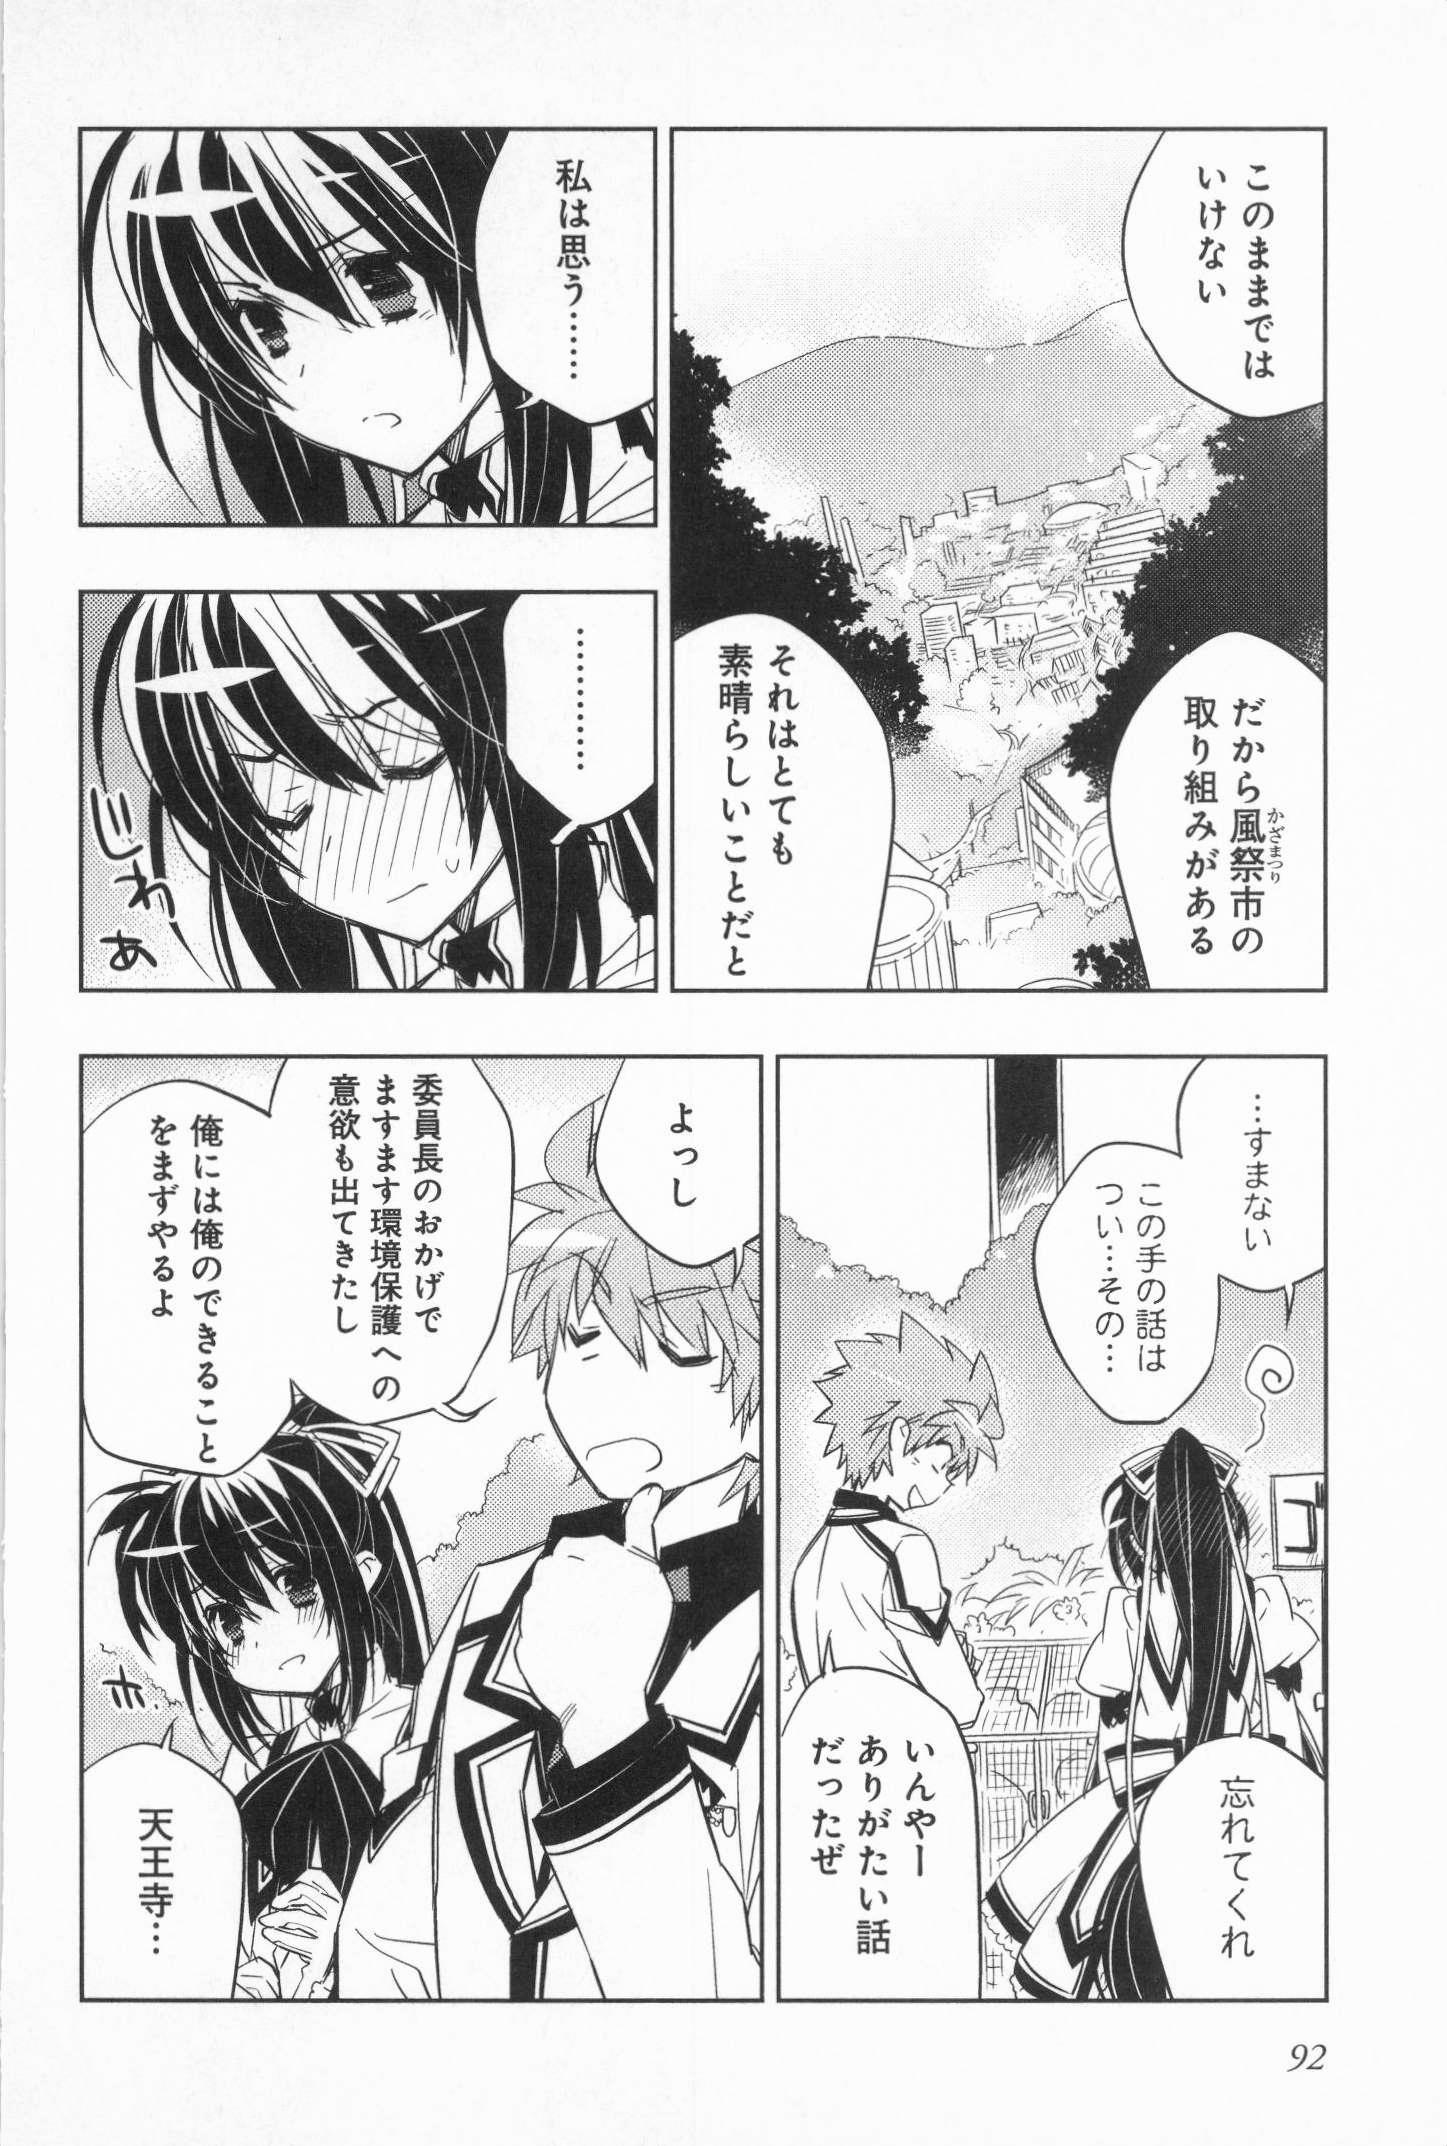 このままでは
いけない
だから風祭市の
かざまつり
取り組みがある
それはとても
素晴らしいことだと
私は思う……
…………
じわぁ
…すまない
この手の話は
つい…その…
忘れてくれ
いんやー
ありがたい話
だったぜ
ゴ
よっし
委員長のおかげで
ますます環境保護への
意欲も出てきたし
俺には俺のできること
をまずやるよ
ホ
天王寺…
92